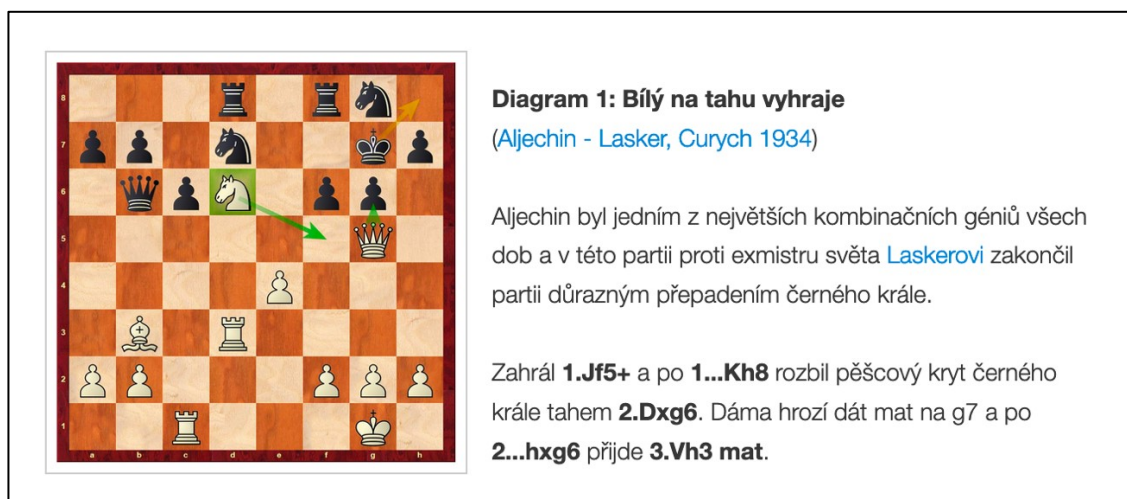 Diagram 1: Bílý na tahu vyhraje
(Aljechin - Lasker, Curych 1934)
Aljechin byl jedním z největších kombinačních géniů všech
dob a v této partii proti exmistru světa Laskerovi zakončil
partii důrazným přepadením černého krále.
Zahrál 1.Jf5+ a po 1...Kh8 rozbil pěšcový kryt černého
krále tahem 2.Dxg6. Dáma hrozí dát mat na g7 a po
2...hxg6 přijde 3.Vh3 mat.
8
7
6
5
4
3
2
1
a b c d e f g h